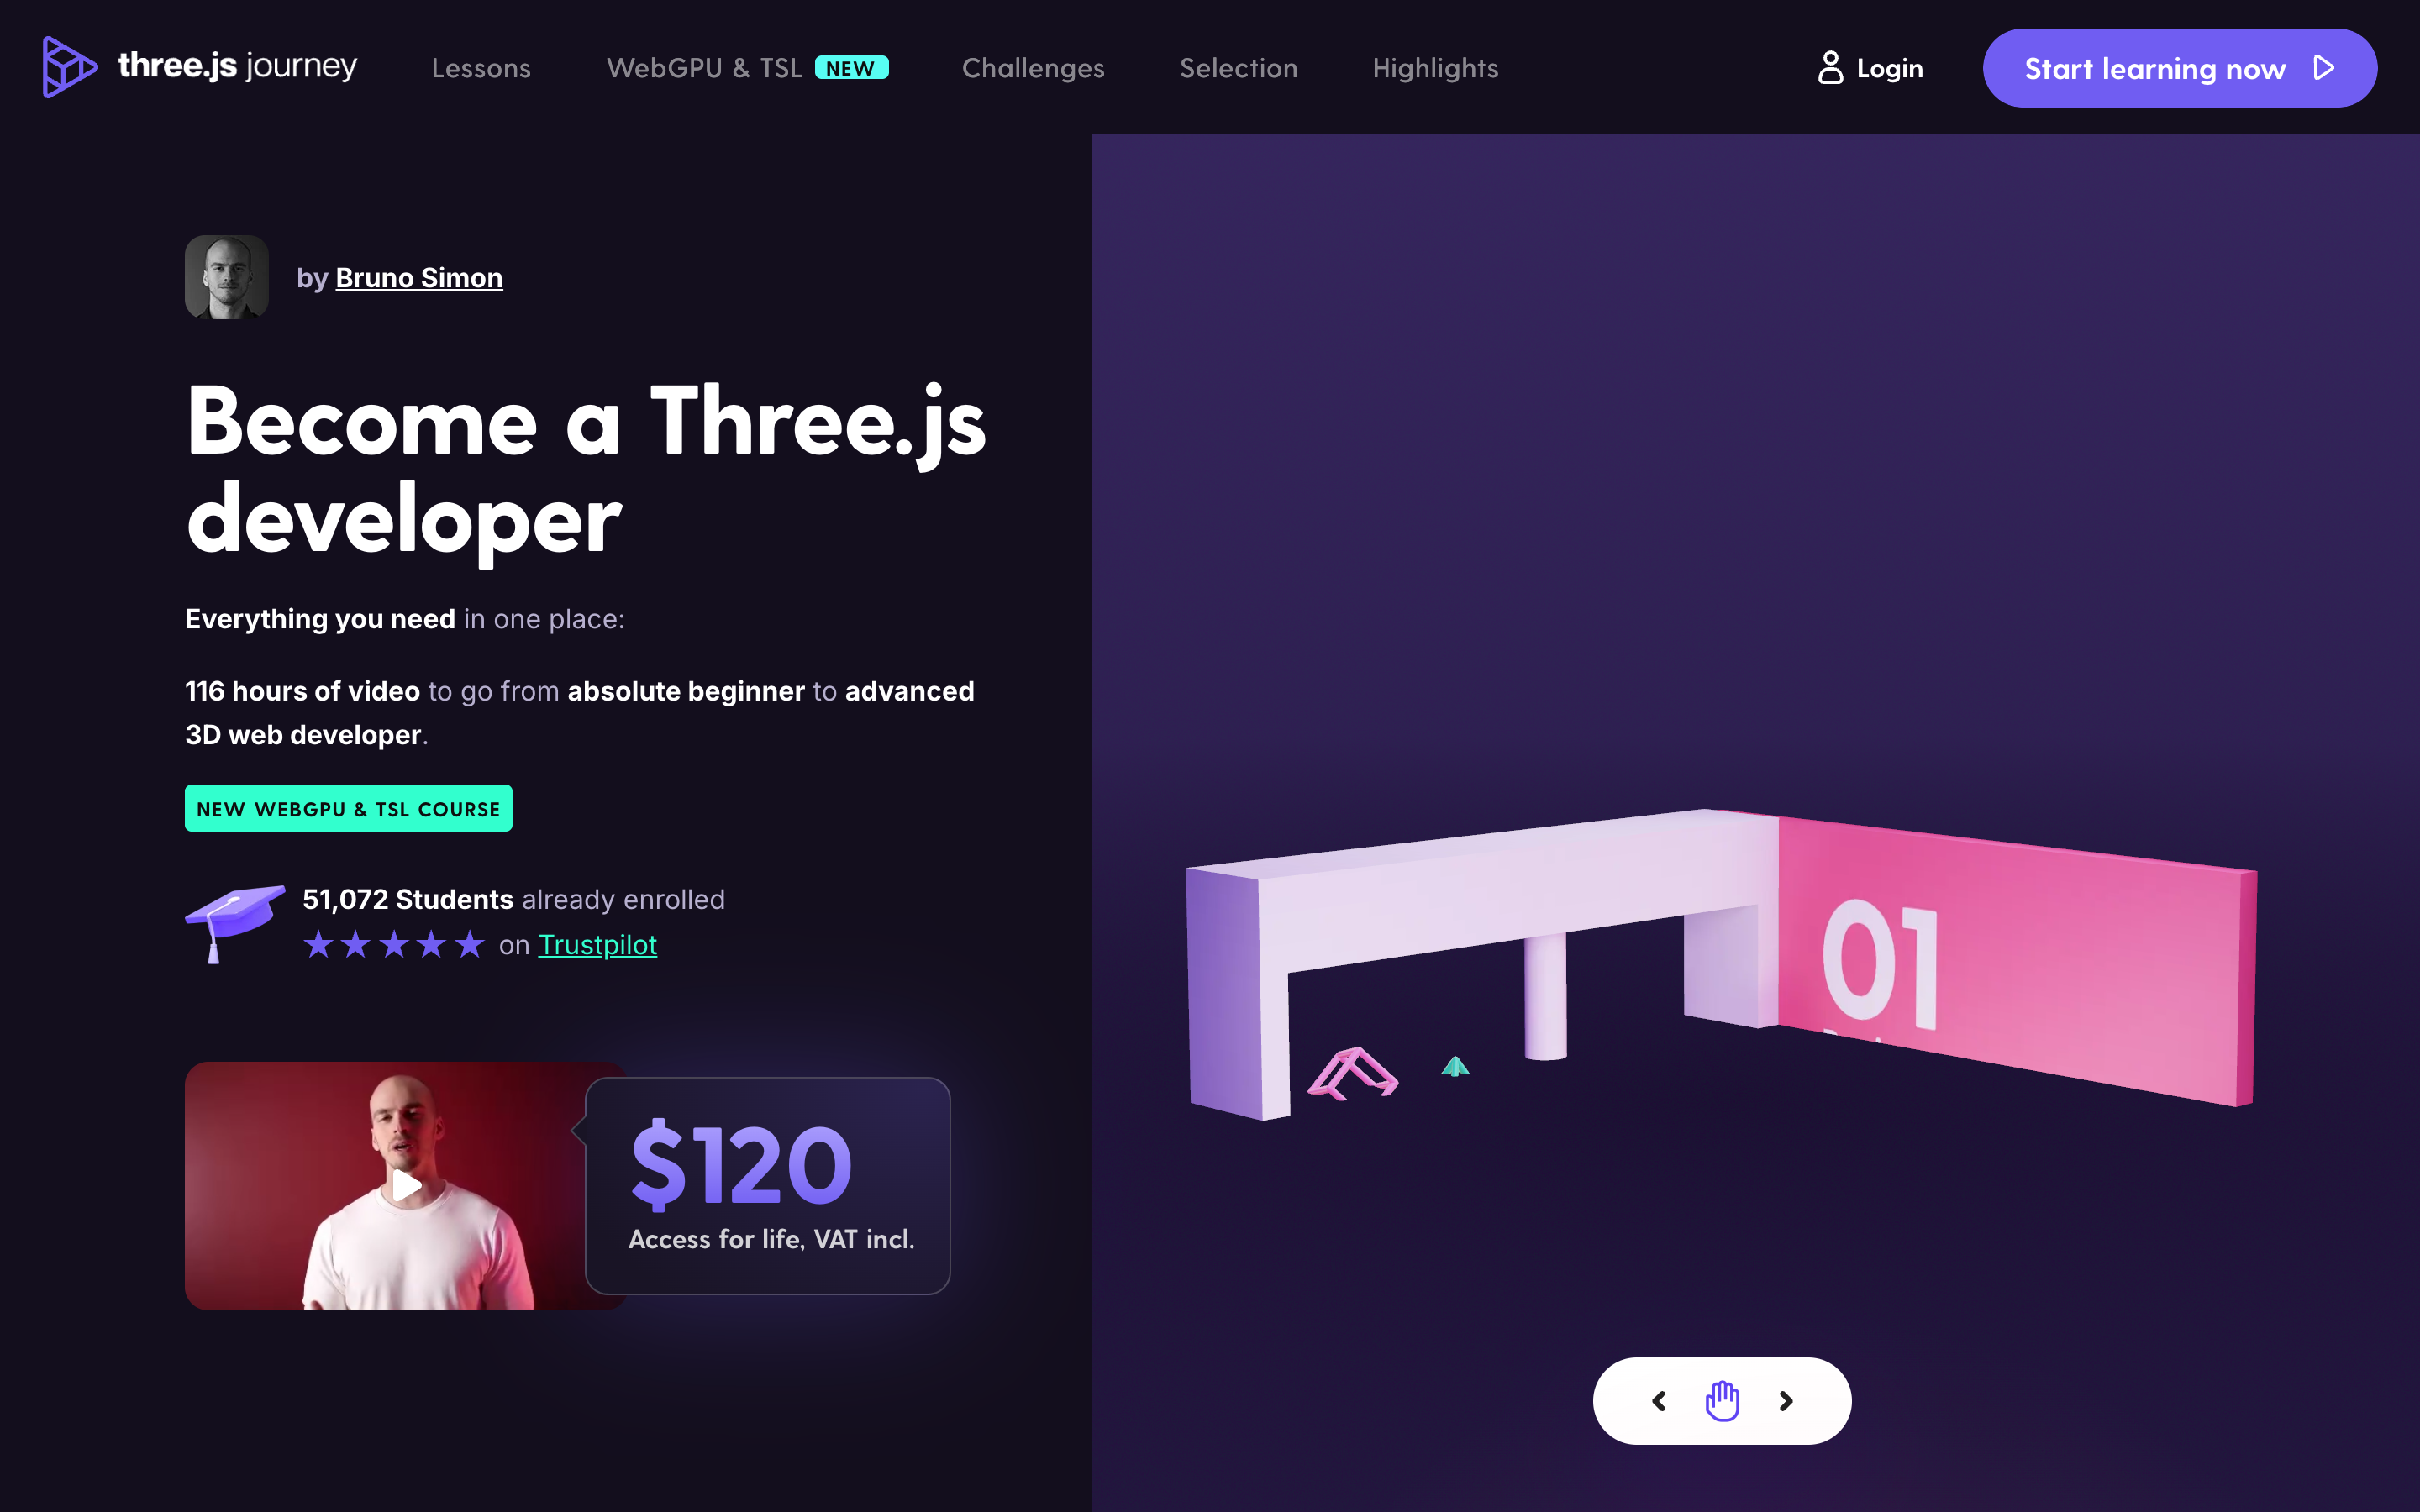 three.js journey
Lessons
WebGPU & TSL NEW
Challenges
Selection
Highlights
Login
Start learning now
by Bruno Simon
Become a Three.js
developer
Everything you need in one place:
116 hours of video to go from absolute beginner to advanced
3D web developer.
NEW WEBGPU & TSL COURSE
51,072 Students already enrolled
on Trustpilot
$120
Access for life, VAT incl.
01